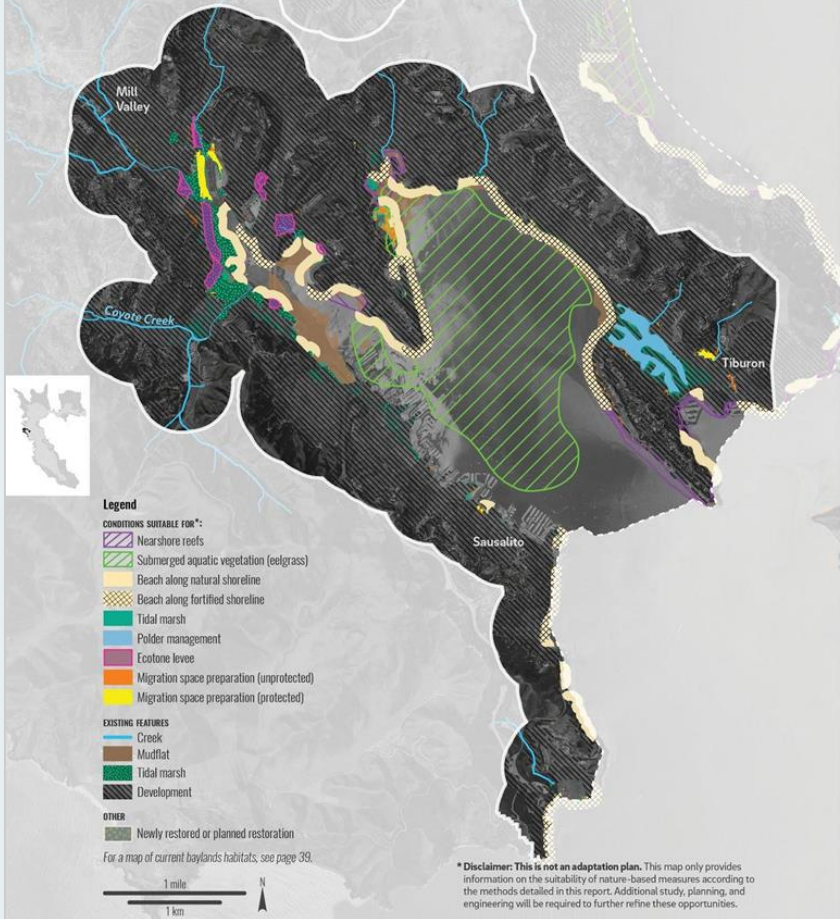 Mill
Valley
Coyote Creek
Tiburon
Sausalito
Legend
CONDITIONS SUITABLE FOR*:
Nearshore reefs
Submerged aquatic vegetation (eelgrass)
Beach along natural shoreline
Beach along fortified shoreline
Tidal marsh
Polder management
Ecotone levee
Migration space preparation (unprotected)
Migration space preparation (protected)
EXISTING FEATURES
Creek
Mudflat
Tidal marsh
Development
OTHER
Newly restored or planned restoration
For a map of current baylands habitats, see page 39.
1 mile
1 km
N
* Disclaimer: This is not an adaptation plan. This map only provides
information on the suitability of nature-based measures according to
the methods detailed in this report. Additional study, planning, and
engineering will be required to further refine these opportunities.